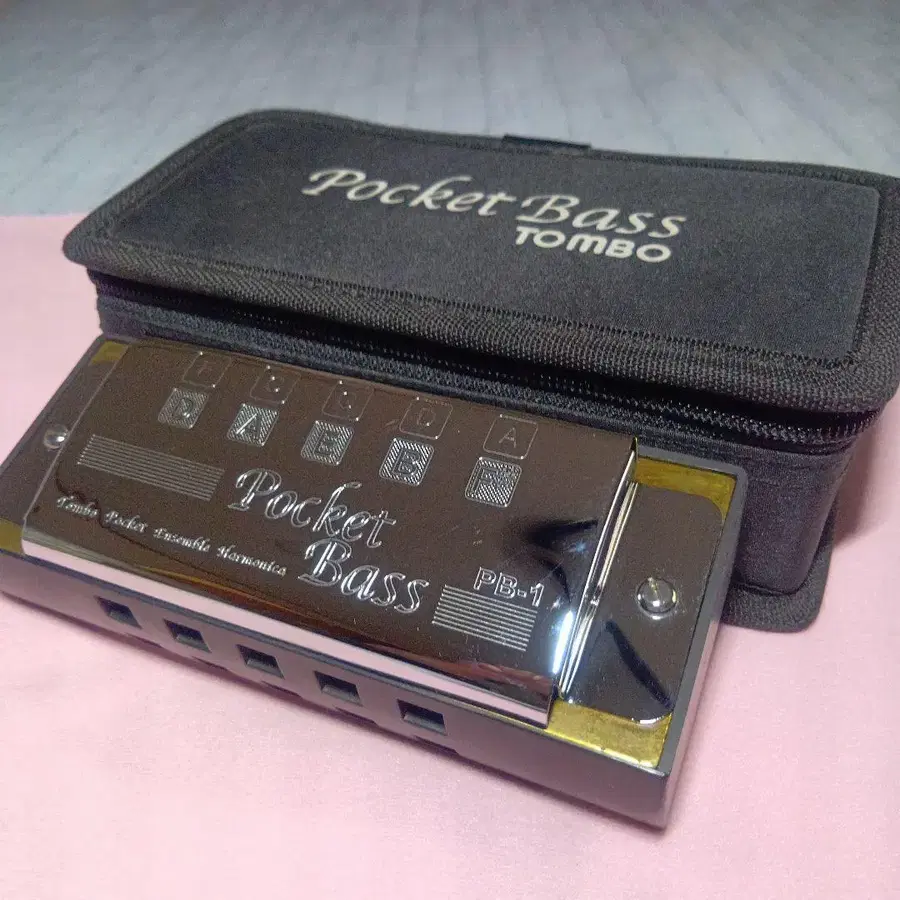 Pocket Bass
TOMBO
D A
D A E B
Pocket
Bass
Tombo Pocket Ensemble Harmonica
PB-1